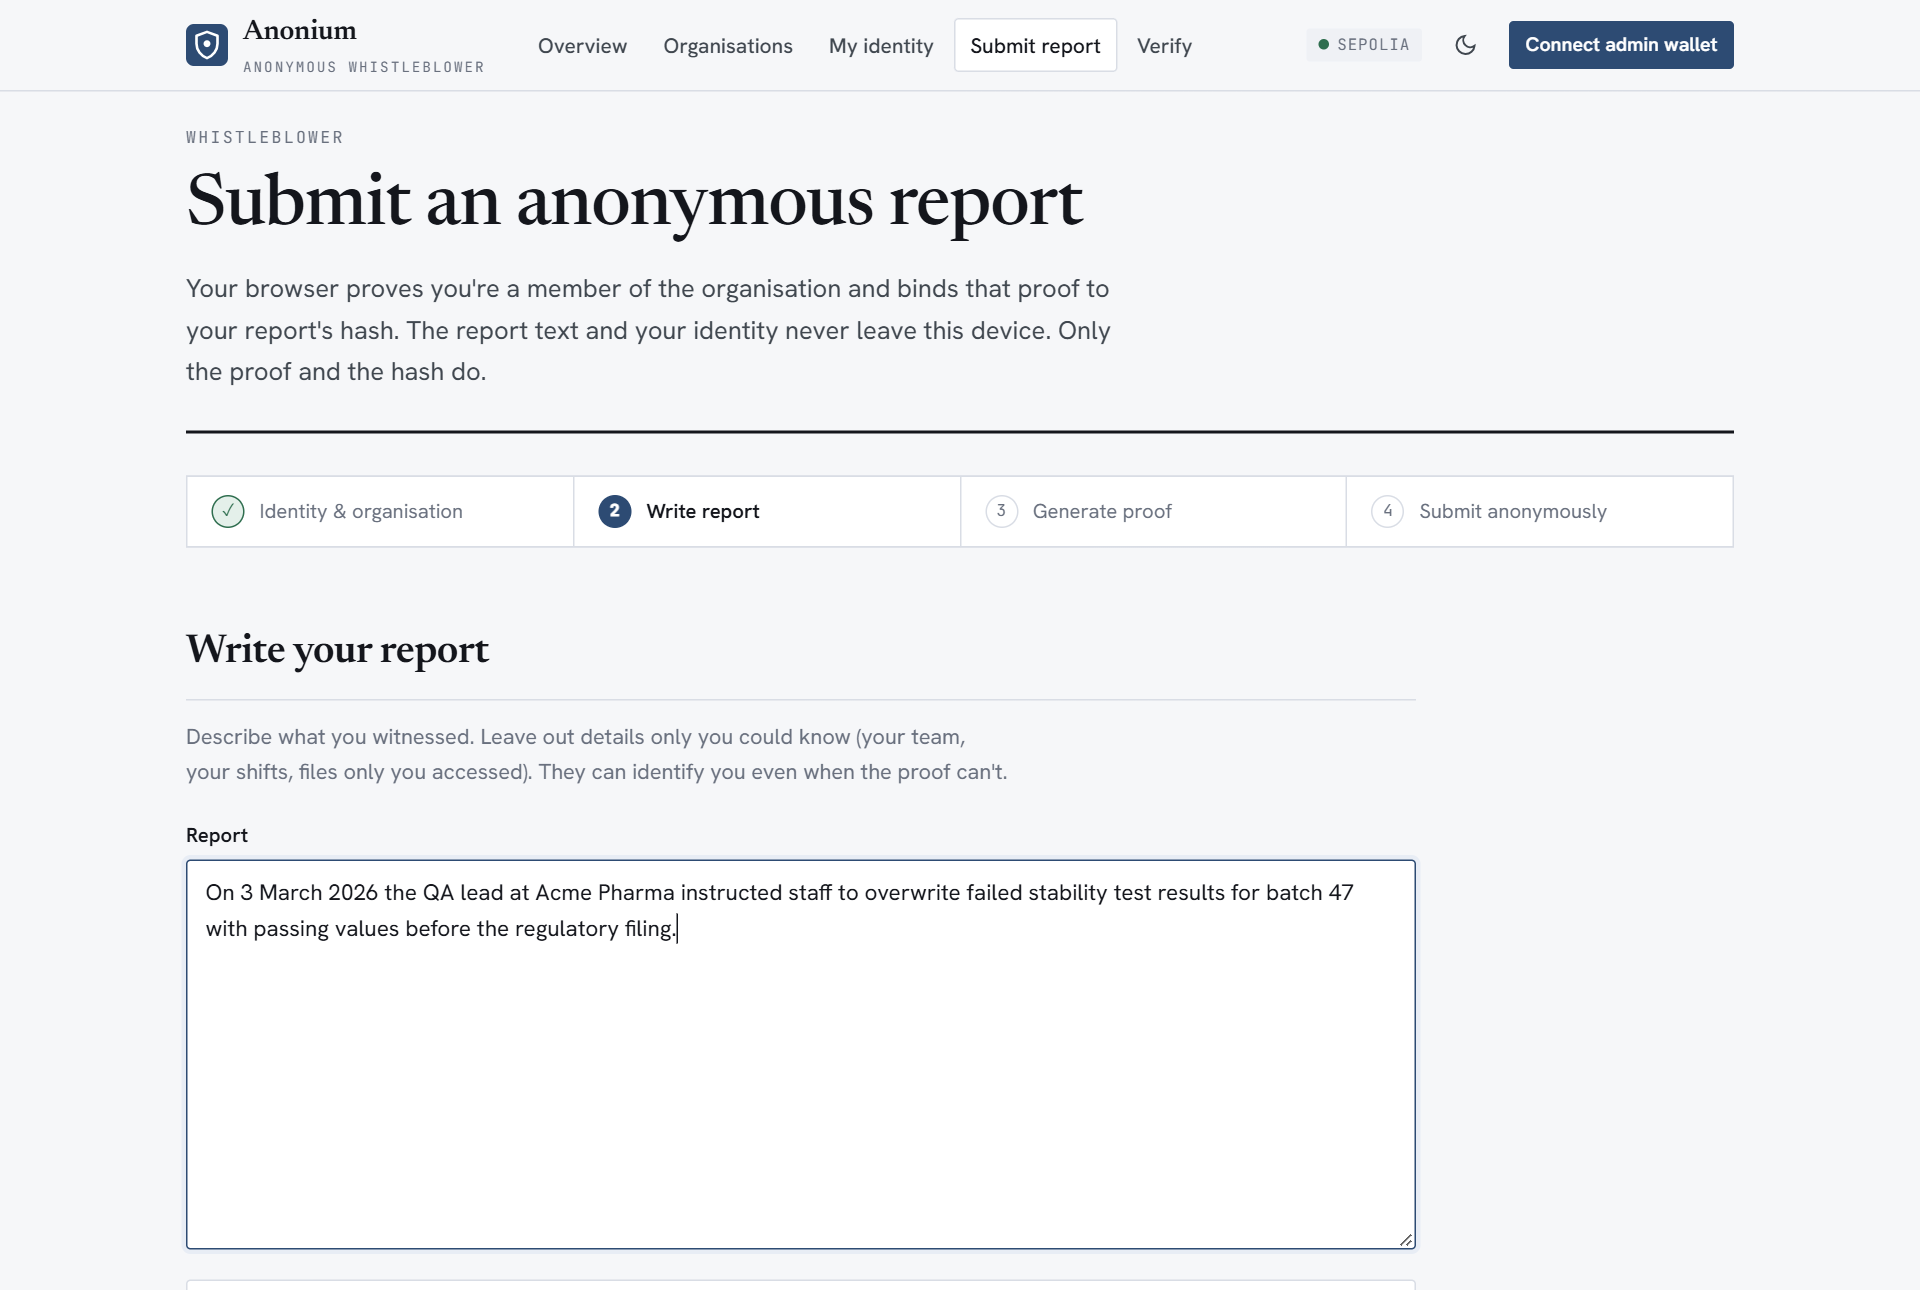 Anonium
ANONYMOUS WHISTLEBLOWER
Overview
Organisations
My identity
Submit report
Verify
SEPOLIA
Connect admin wallet
WHISTLEBLOWER
Submit an anonymous report
Your browser proves you're a member of the organisation and binds that proof to
your report's hash. The report text and your identity never leave this device. Only
the proof and the hash do.
✓ Identity & organisation
2 Write report
3 Generate proof
4 Submit anonymously
Write your report
Describe what you witnessed. Leave out details only you could know (your team,
your shifts, files only you accessed). They can identify you even when the proof can't.
Report
On 3 March 2026 the QA lead at Acme Pharma instructed staff to overwrite failed stability test results for batch 47
with passing values before the regulatory filing.